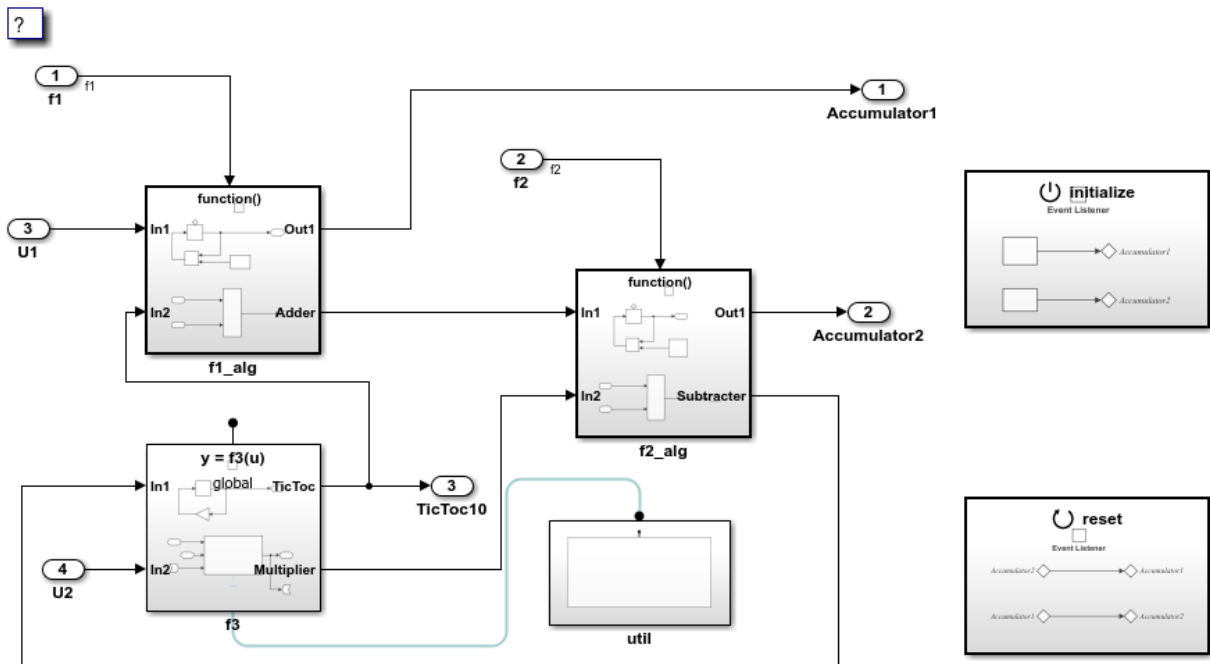 ?
1
f1
f1
1
Accumulator1
2
f2
f2
function()
In1
Out1
In2
Adder
f1_alg
3
U1
function()
In1
Out1
In2
Subtracter
f2_alg
2
Accumulator2
initialize
Event Listener
Accumulator1
Accumulator2
y = f3(u)
global
In1
TicToc
In2
Multiplier
f3
3
TicToc10
4
U2
util
reset
Event Listener
Accumulator2
Accumulator1
Accumulator1
Accumulator2